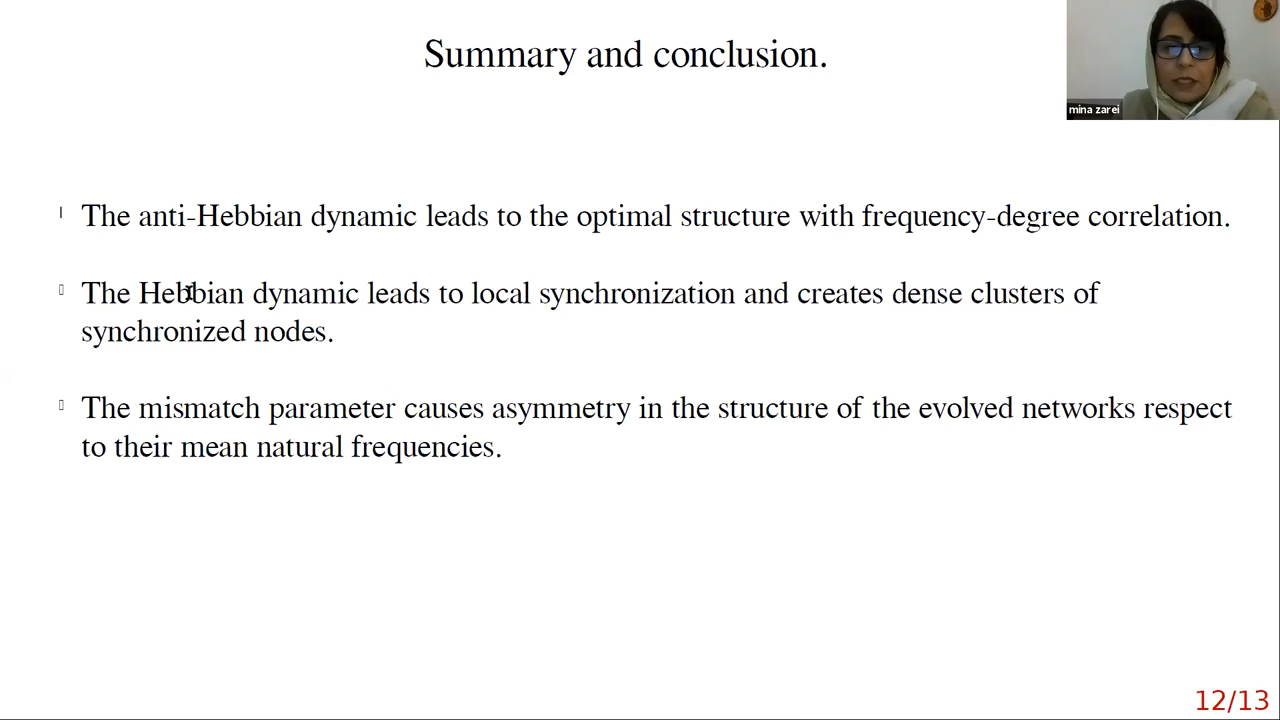 Summary and conclusion.
mina zarei
The anti-Hebbian dynamic leads to the optimal structure with frequency-degree correlation.
The Hebbian dynamic leads to local synchronization and creates dense clusters of
synchronized nodes.
The mismatch parameter causes asymmetry in the structure of the evolved networks respect
to their mean natural frequencies.
12/13